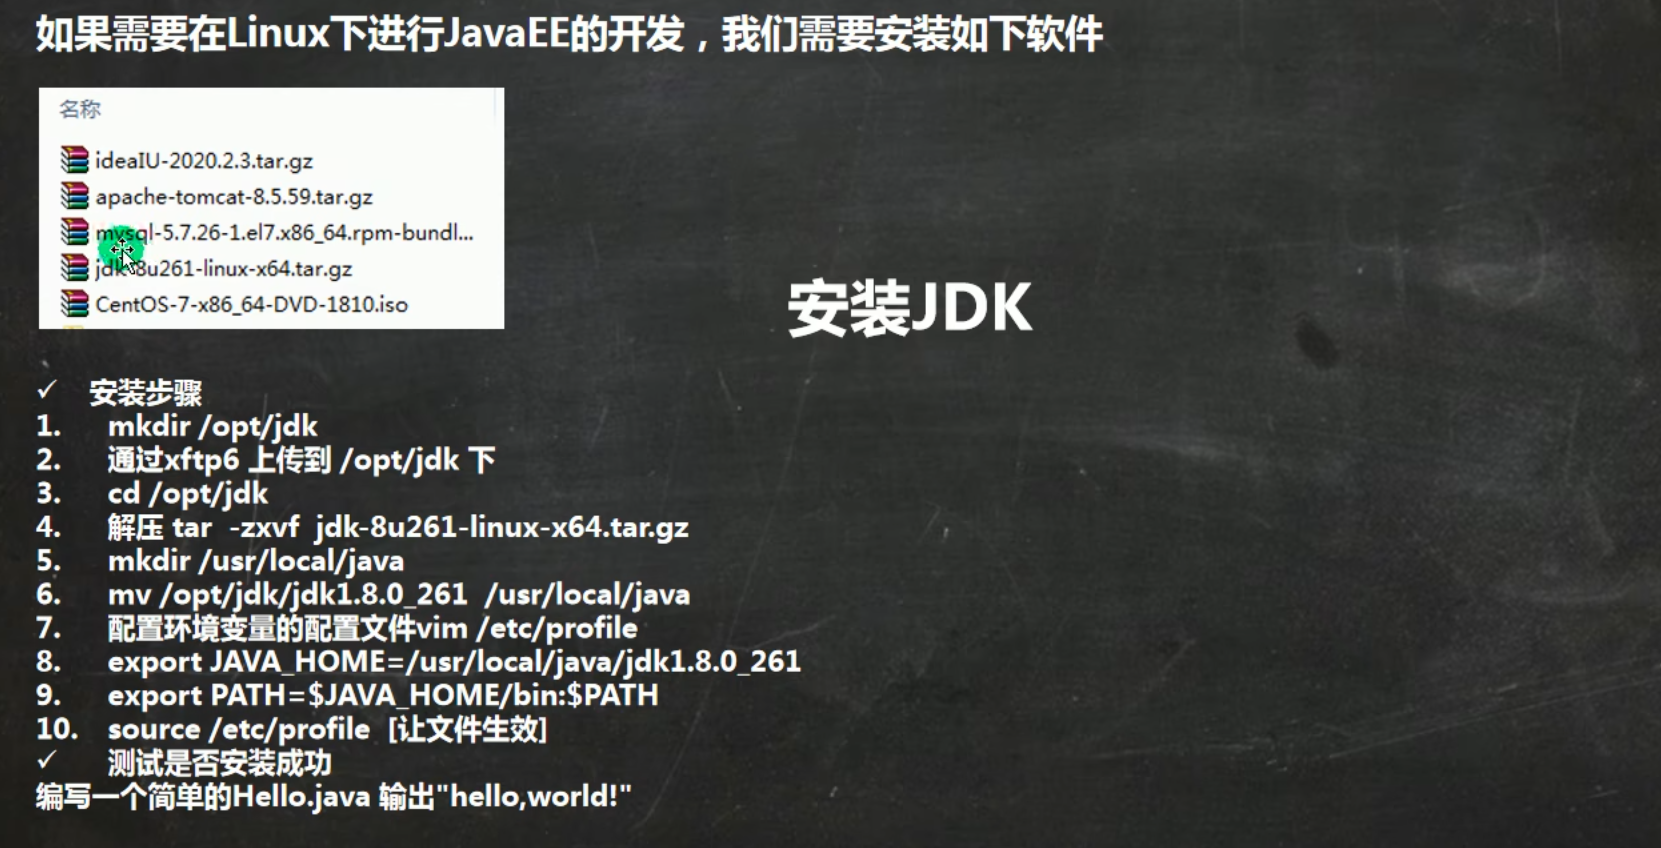 如果需要在Linux下进行JavaEE的开发，我们需要安装如下软件
名称
ideaIU-2020.2.3.tar.gz
apache-tomcat-8.5.59.tar.gz
mysql-5.7.26-1.el7.x86_64.rpm-bundl...
jdk-8u261-linux-x64.tar.gz
CentOS-7-x86_64-DVD-1810.iso
安装JDK
✓ 安装步骤
1. mkdir /opt/jdk
2. 通过xftp6 上传到 /opt/jdk 下
3. cd /opt/jdk
4. 解压 tar -zxvf jdk-8u261-linux-x64.tar.gz
5. mkdir /usr/local/java
6. mv /opt/jdk/jdk1.8.0_261 /usr/local/java
7. 配置环境变量的配置文件vim /etc/profile
8. export JAVA_HOME=/usr/local/java/jdk1.8.0_261
9. export PATH=$JAVA_HOME/bin:$PATH
10. source /etc/profile [让文件生效]
✓ 测试是否安装成功
编写一个简单的Hello.java 输出"hello,world!"